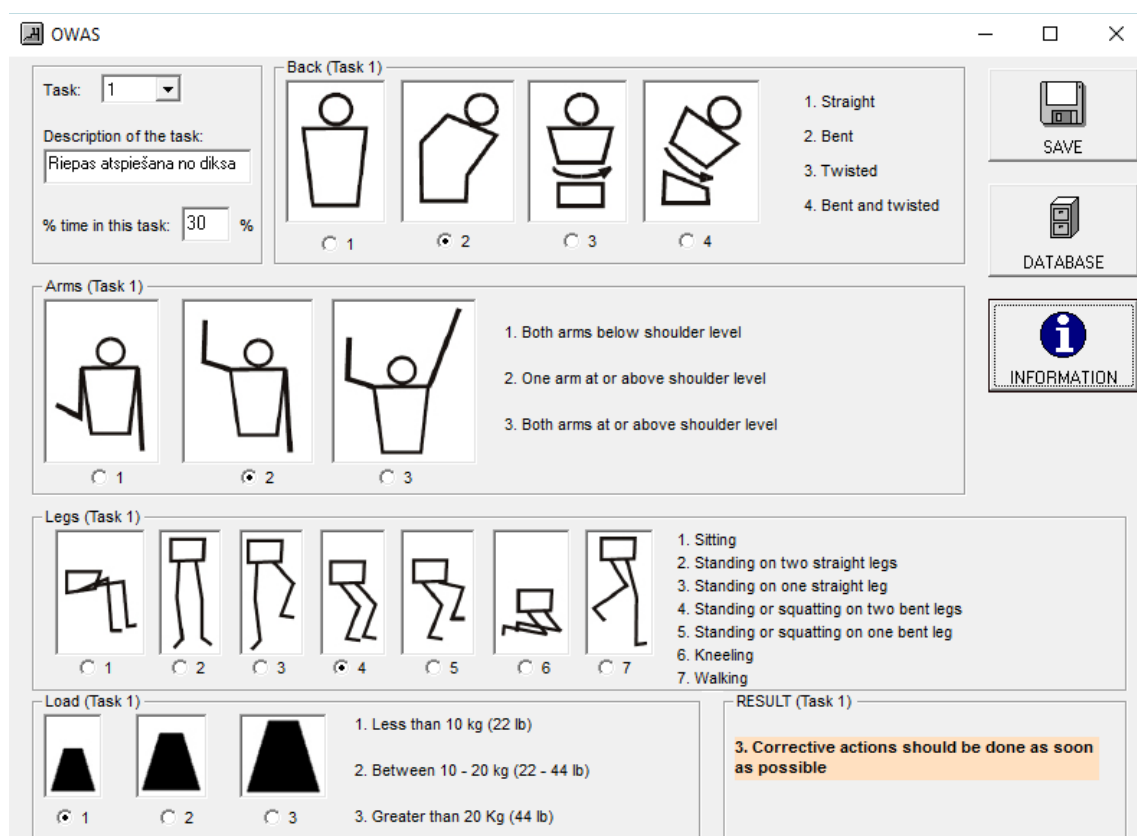 OWAS
Task: 1
Description of the task:
Riepas atspiešana no diksa
% time in this task: 30 %
Back (Task 1)
1. Straight
2. Bent
3. Twisted
4. Bent and twisted
1 2 3 4
SAVE
DATABASE
INFORMATION
Arms (Task 1)
1. Both arms below shoulder level
2. One arm at or above shoulder level
3. Both arms at or above shoulder level
1 2 3
Legs (Task 1)
1. Sitting
2. Standing on two straight legs
3. Standing on one straight leg
4. Standing or squatting on two bent legs
5. Standing or squatting on one bent leg
6. Kneeling
7. Walking
1 2 3 4 5 6 7
Load (Task 1)
1. Less than 10 kg (22 lb)
2. Between 10 - 20 kg (22 - 44 lb)
3. Greater than 20 Kg (44 lb)
1 2 3
RESULT (Task 1)
3. Corrective actions should be done as soon
as possible